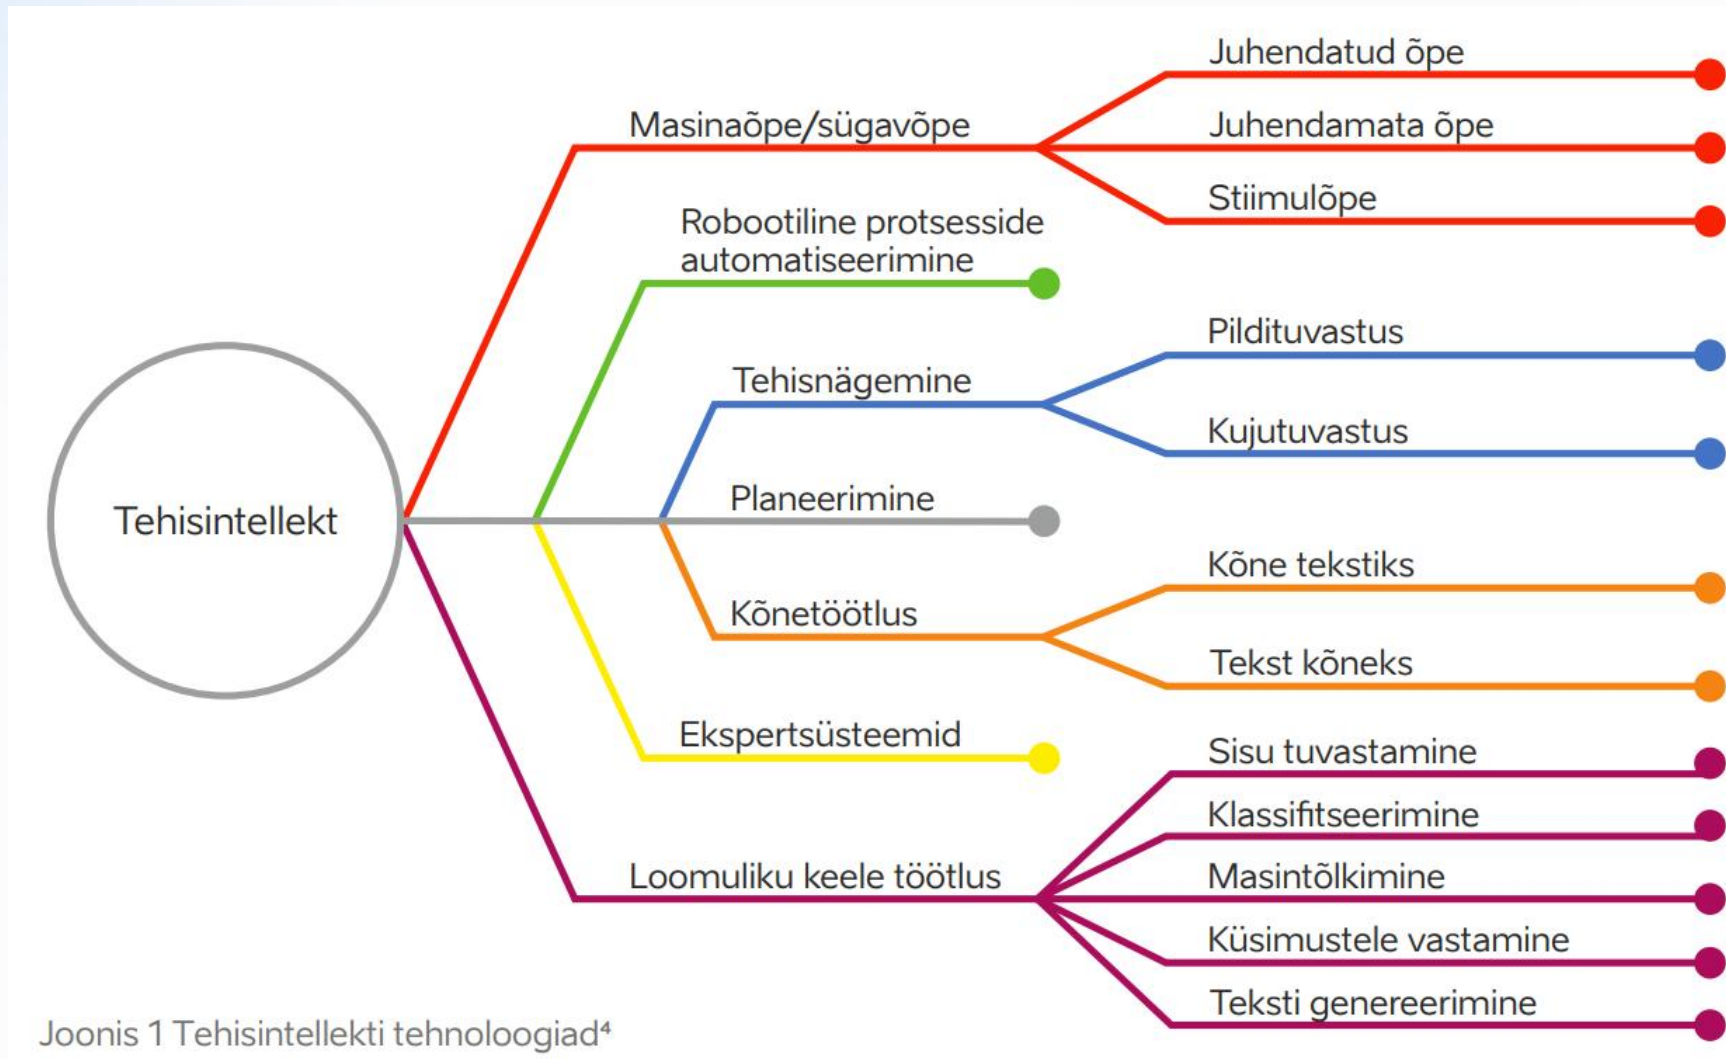 Juhendatud õpe
Masinaõpe/sügavõpe
Juhendamata õpe
Stiimulõpe
Robootiline protsesside
automatiseerimine
Pildituvastus
Tehisnägemine
Kujutuvastus
Planeerimine
Tehisintellekt
Kõne tekstiks
Kõnetöötlus
Tekst kõneks
Ekspertsüsteemid
Sisu tuvastamine
Klassifitseerimine
Loomuliku keele töötlus
Masintõlkimine
Küsimustele vastamine
Teksti genereerimine
Joonis 1 Tehisintellekti tehnoloogiad⁴